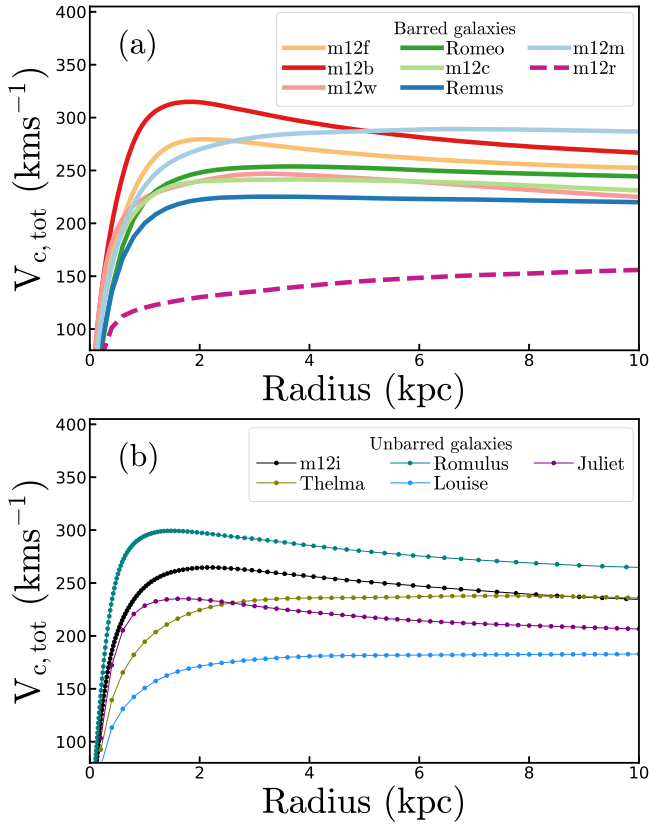 (a)
Barred galaxies
m12f Romeo m12m
m12b m12c m12r
m12w Remus
400
350
300
250
200
150
100
V_{c, tot} (kms^{-1})
0 2 4 6 8 10
Radius (kpc)
(b)
Unbarred galaxies
m12i Romulus Juliet
Thelma Louise
400
350
300
250
200
150
100
V_{c, tot} (kms^{-1})
0 2 4 6 8 10
Radius (kpc)